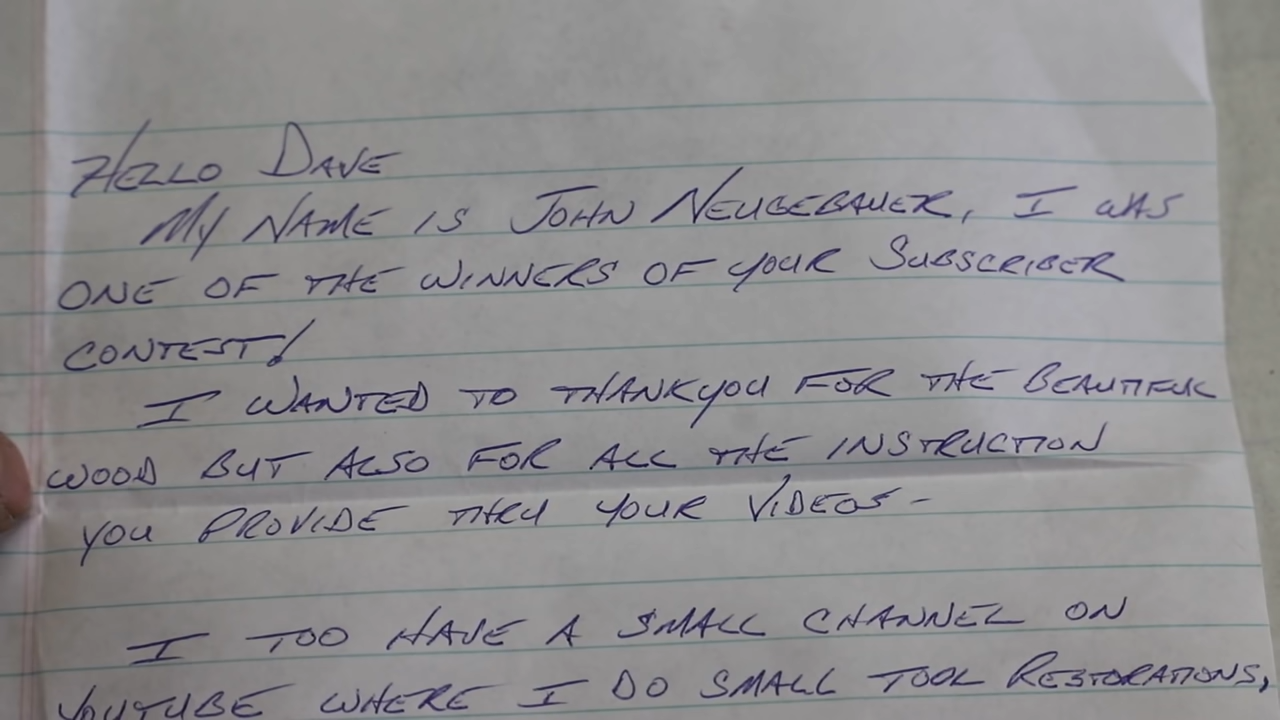 Hello Dave
My Name is John Neugebauer, I was
one of the winners of your Subscriber
contest!
I wanted to thankyou for the beautiful
wood but also for all the instruction
you provide thru your videos -
I too have a small channel on
Youtube where I do small tool restorations,